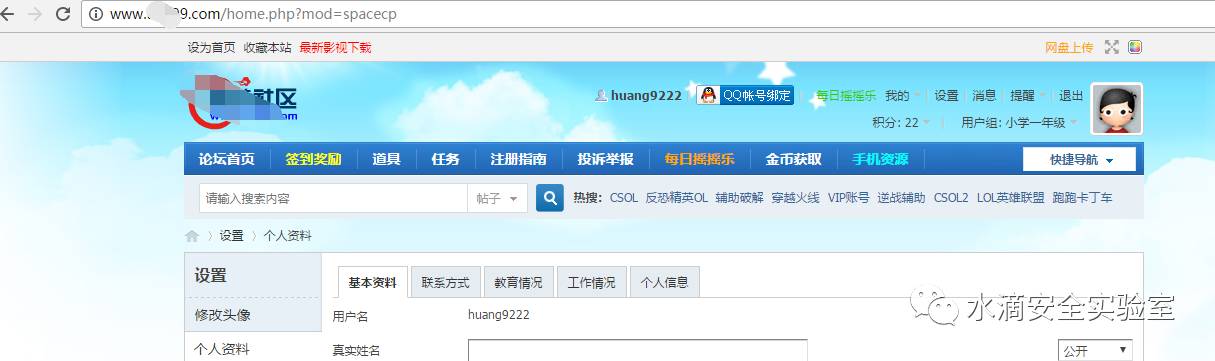 09.com/home.php?mod=spacecp
设为首页 收藏本站 最新影视下载 网盘上传
社区 huang9222 QQ帐号绑定 每日摇摇乐 我的 设置 消息 提醒 退出
积分: 22 用户组: 小学一年级
论坛首页 签到奖励 道具 任务 注册指南 投诉举报 每日摇摇乐 金币获取 手机资源 快捷导航
请输入搜索内容 帖子 热搜: CSOL 反恐精英OL 辅助破解 穿越火线 VIP账号 逆战辅助 CSOL2 LOL英雄联盟 跑跑卡丁车
设置 个人资料
设置 基本资料 联系方式 教育情况 工作情况 个人信息
修改头像 用户名 huang9222
个人资料 真实姓名 公开
水滴安全实验室